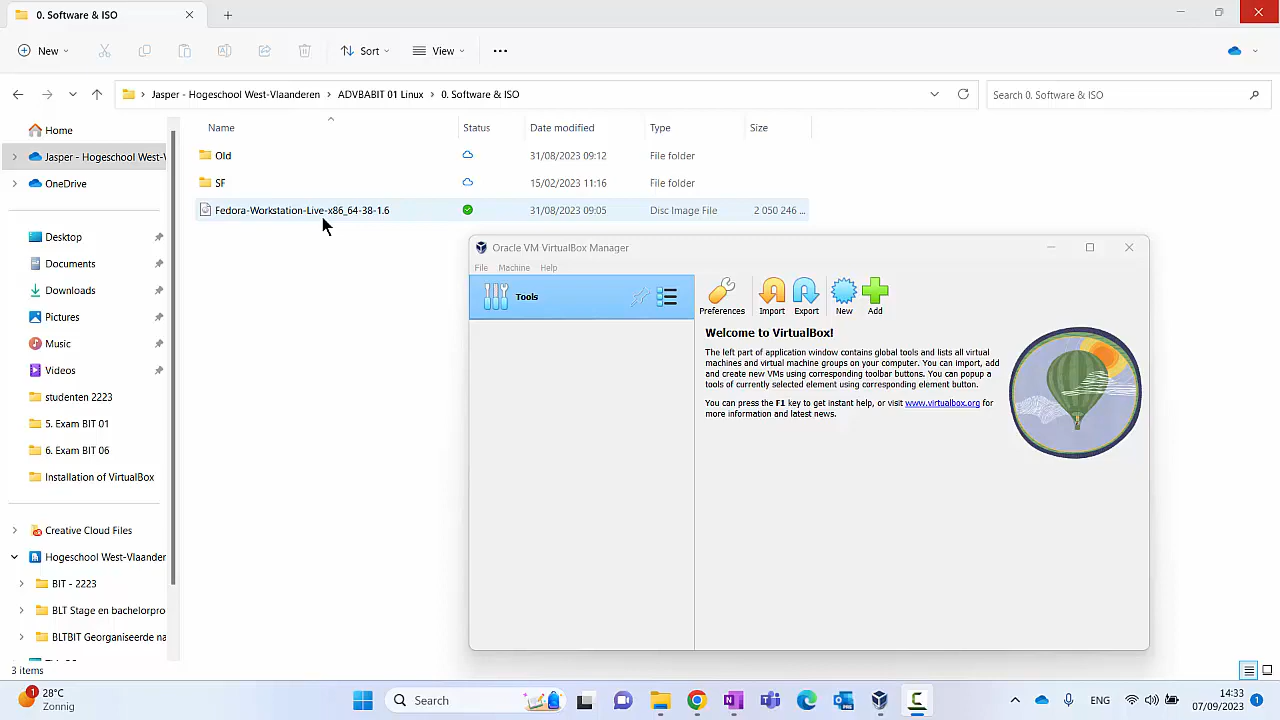 0. Software & ISO
New
Sort
View
Jasper - Hogeschool West-Vlaanderen
ADVBABIT 01 Linux
0. Software & ISO
Search 0. Software & ISO
Name
Status
Date modified
Type
Size
Home
Jasper - Hogeschool West-V
OneDrive
Desktop
Documents
Downloads
Pictures
Music
Videos
studenten 2223
5. Exam BIT 01
6. Exam BIT 06
Installation of VirtualBox
Creative Cloud Files
Hogeschool West-Vlaander
BIT - 2223
BLT Stage en bachelorpro
BLTBIT Georganiseerde na
Old
31/08/2023 09:12
File folder
SF
15/02/2023 11:16
File folder
Fedora-Workstation-Live-x86_64-38-1.6
31/08/2023 09:05
Disc Image File
2 050 246 ...
Oracle VM VirtualBox Manager
File
Machine
Help
Tools
Preferences
Import
Export
New
Add
Welcome to VirtualBox!
The left part of application window contains global tools and lists all virtual
machines and virtual machine groups on your computer. You can import, add
and create new VMs using corresponding toolbar buttons. You can popup a
tools of currently selected element using corresponding element button.
You can press the F1 key to get instant help, or visit www.virtualbox.org for
more information and latest news.
3 items
1
28°C
Zonnig
Search
ENG
14:33
07/09/2023
1